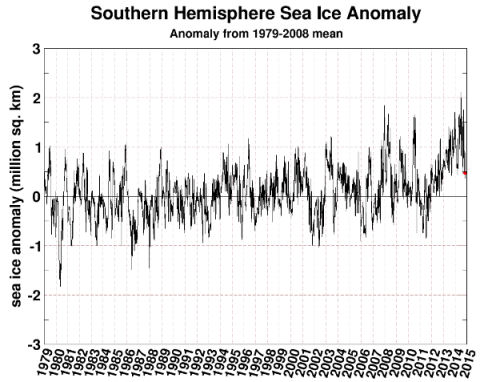 Southern Hemisphere Sea Ice Anomaly
Anomaly from 1979-2008 mean
sea ice anomaly (million sq. km)
3
2
1
0
-1
-2
-3
1979 1980 1981 1982 1983 1984 1985 1986 1987 1988 1989 1990 1991 1992 1993 1994 1995 1996 1997 1998 1999 2000 2001 2002 2003 2004 2005 2006 2007 2008 2009 2010 2011 2012 2013 2014 2015